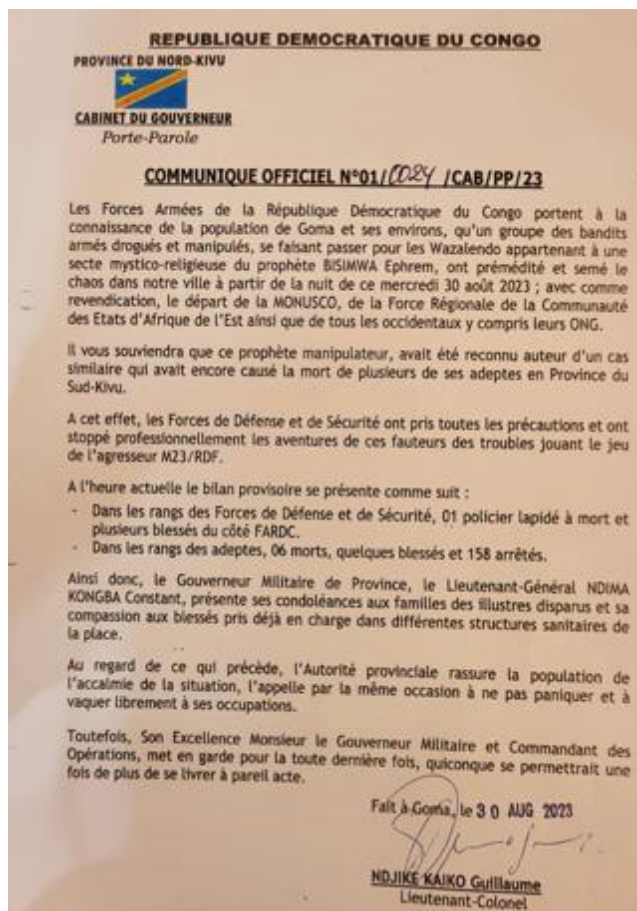 REPUBLIQUE DEMOCRATIQUE DU CONGO
PROVINCE DU NORD-KIVU
CABINET DU GOUVERNEUR
Porte-Parole
COMMUNIQUE OFFICIEL N°01/0024/CAB/PP/23
Les Forces Armées de la République Démocratique du Congo portent à la
connaissance de la population de Goma et ses environs, qu'un groupe des bandits
armés drogués et manipulés, se faisant passer pour les Wazalendo appartenant à une
secte mystico-religieuse du prophète BISIMWA Ephrem, ont prémédité et semé le
chaos dans notre ville à partir de la nuit de ce mercredi 30 août 2023 ; avec comme
revendication, le départ de la MONUSCO, de la Force Régionale de la Communauté
des Etats d'Afrique de l'Est ainsi que de tous les occidentaux y compris leurs ONG.
Il vous souviendra que ce prophète manipulateur, avait été reconnu auteur d'un cas
similaire qui avait encore causé la mort de plusieurs de ses adeptes en Province du
Sud-Kivu.
A cet effet, les Forces de Défense et de Sécurité ont pris toutes les précautions et ont
stoppé professionnellement les aventures de ces fauteurs des troubles jouant le jeu
de l'agresseur M23/RDF.
A l'heure actuelle le bilan provisoire se présente comme suit :
- Dans les rangs des Forces de Défense et de Sécurité, 01 policier lapidé à mort et
plusieurs blessés du côté FARDC.
- Dans les rangs des adeptes, 06 morts, quelques blessés et 158 arrêtés.
Ainsi donc, le Gouverneur Militaire de Province, le Lieutenant-Général NDIMA
KONGBA Constant, présente ses condoléances aux familles des illustres disparus et sa
compassion aux blessés pris déjà en charge dans différentes structures sanitaires de
la place.
Au regard de ce qui précède, l'Autorité provinciale rassure la population de
l'accalmie de la situation, l'appelle par la même occasion à ne pas paniquer et à
vaquer librement à ses occupations.
Toutefois, Son Excellence Monsieur le Gouverneur Militaire et Commandant des
Opérations, met en garde pour la toute dernière fois, quiconque se permettrait une
fois de plus de se livrer à pareil acte.
Fait à Goma, le 30 AUG 2023
NDJIKE KAIKO Guillaume
Lieutenant-Colonel